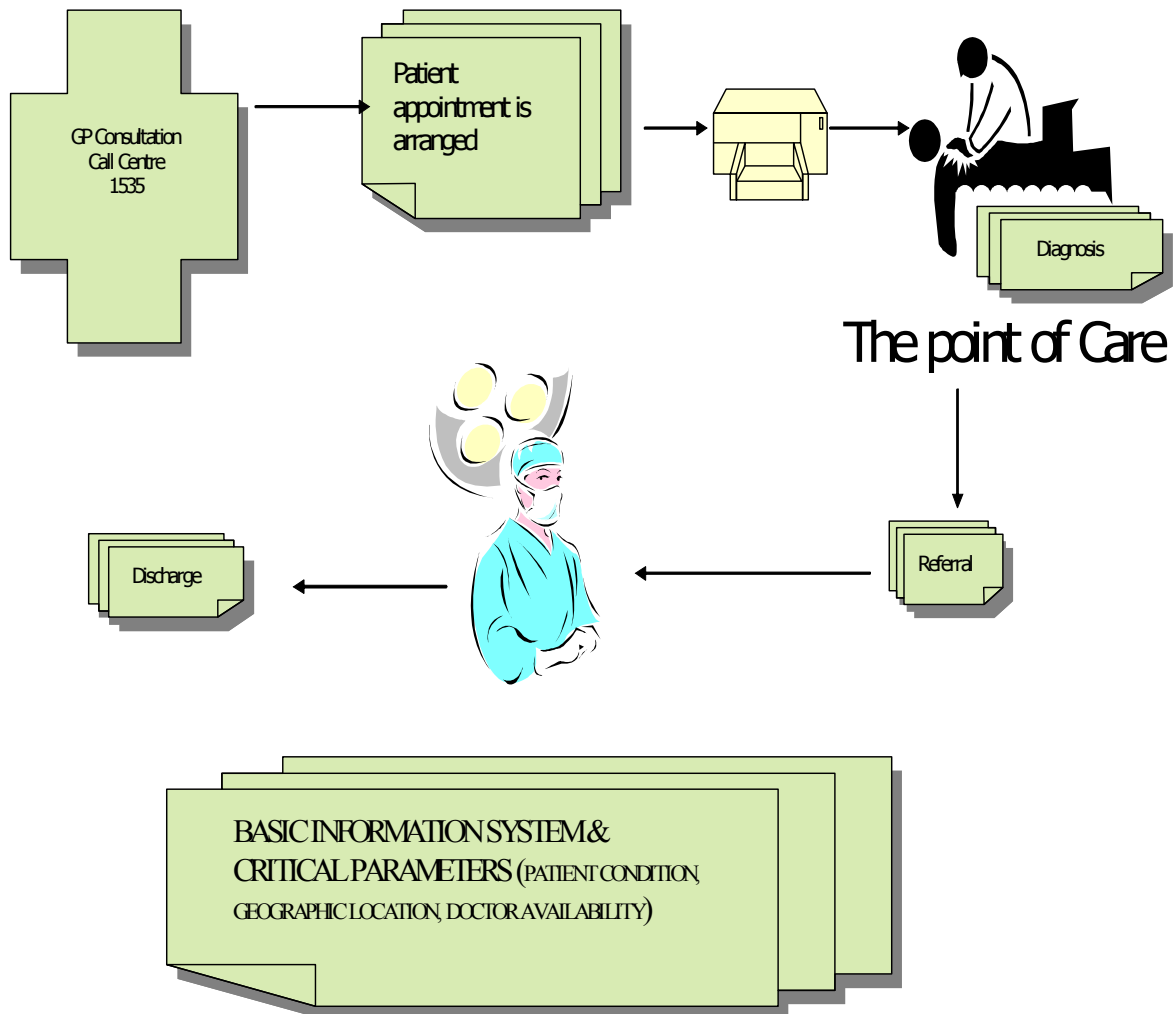 GP Consultation
Call Centre
1535
Patient
appointment is
arranged
Diagnosis
The point of Care
Referral
Discharge
BASIC INFORMATION SYSTEM &
CRITICAL PARAMETERS (PATIENT CONDITION,
GEOGRAPHIC LOCATION, DOCTOR AVAILABILITY)